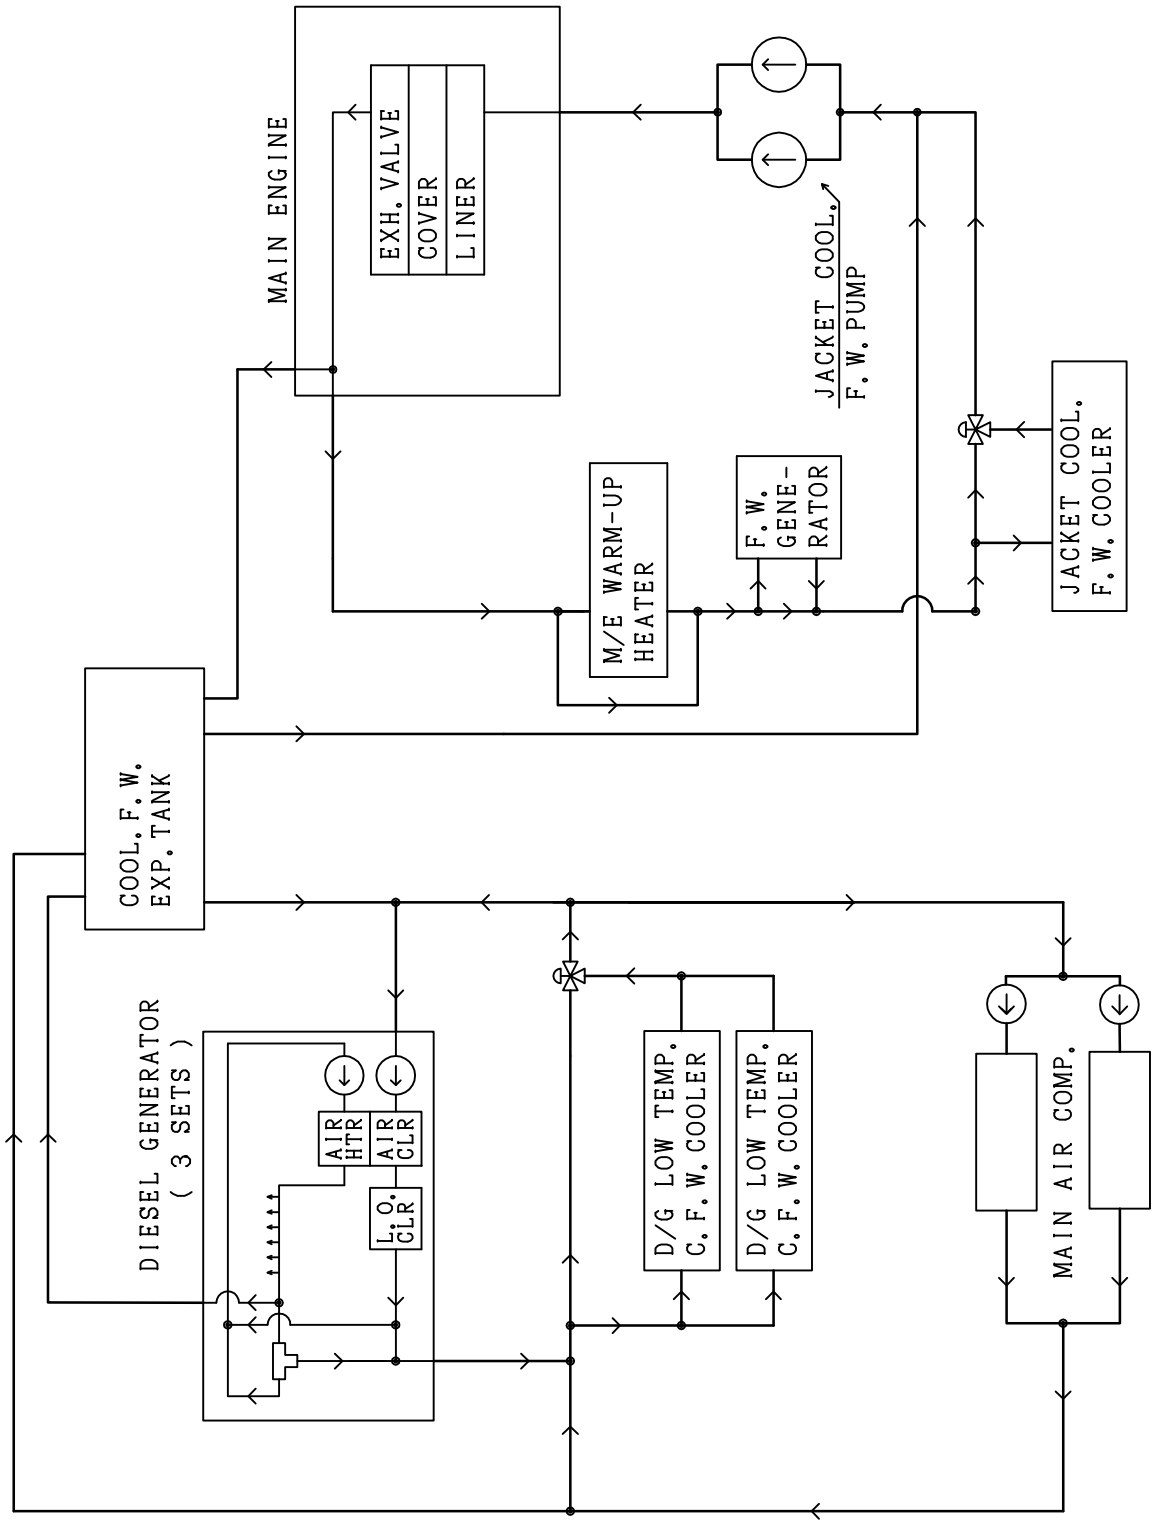 MAIN ENGINE
EXH. VALVE
COVER
LINER
JACKET COOL.
F. W. PUMP
M/E WARM-UP
HEATER
F. W.
GENE-
RATOR
JACKET COOL.
F. W. COOLER
COOL. F. W.
EXP. TANK
DIESEL GENERATOR
( 3 SETS )
AIR
HTR
AIR
CLR
L. O.
CLR
D/G LOW TEMP.
C. F. W. COOLER
D/G LOW TEMP.
C. F. W. COOLER
MAIN AIR COMP.